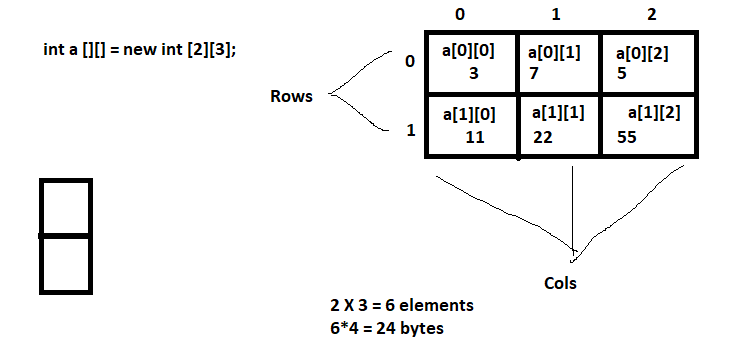 0 1 2
int a [][] = new int [2][3];
0 a[0][0] a[0][1] a[0][2]
3 7 5
Rows
1 a[1][0] a[1][1] a[1][2]
11 22 55
Cols
2 X 3 = 6 elements
6*4 = 24 bytes